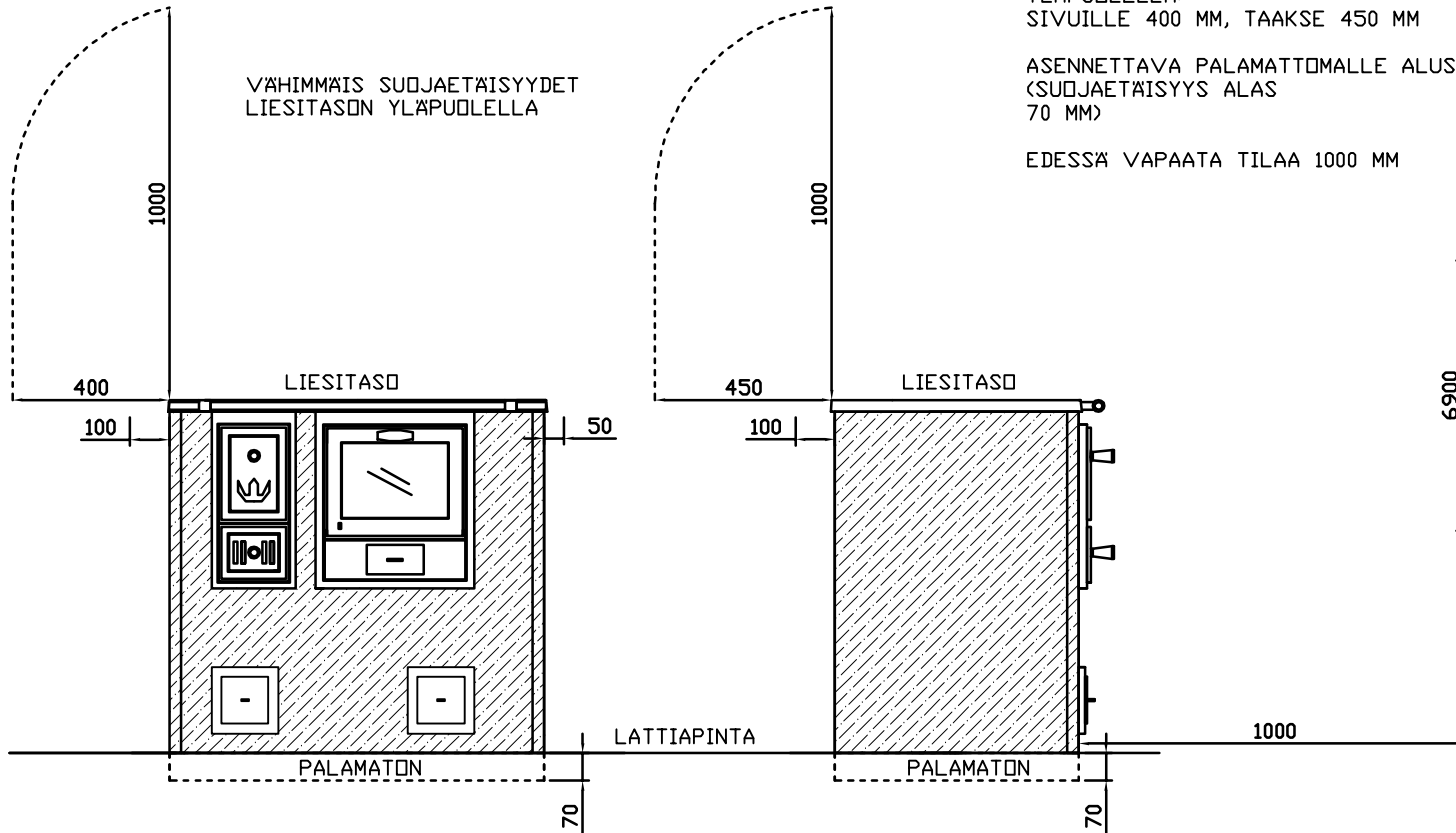 SIVUILLE 400 MM, TAAKSE 450 MM
VÄHIMMÄIS SUOJAETÄISYYDET
LIESITASON YLÄPUOLELLA
ASENNETTAVA PALAMATTOMALLE ALUS
(SUOJAETÄISYYS ALAS
70 MM)
EDESSÄ VAPAATA TILAA 1000 MM
1000
1000
400
LIESITASO
450
LIESITASO
6900
100
50
100
LATTIAPINTA
1000
PALAMATON
PALAMATON
70
70